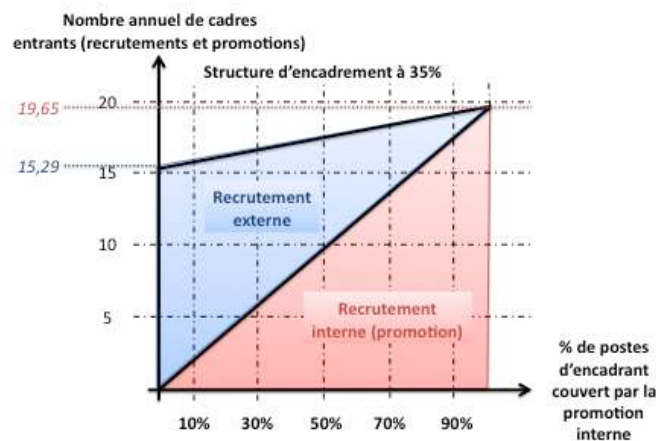 Nombre annuel de cadres
entrants (recrutements et promotions)
Structure d'encadrement à 35%
20
19,65
15,29
15
Recrutement
externe
10
Recrutement
interne (promotion)
5
% de postes
d'encadrant
couvert par la
promotion
interne
10%
30%
50%
70%
90%